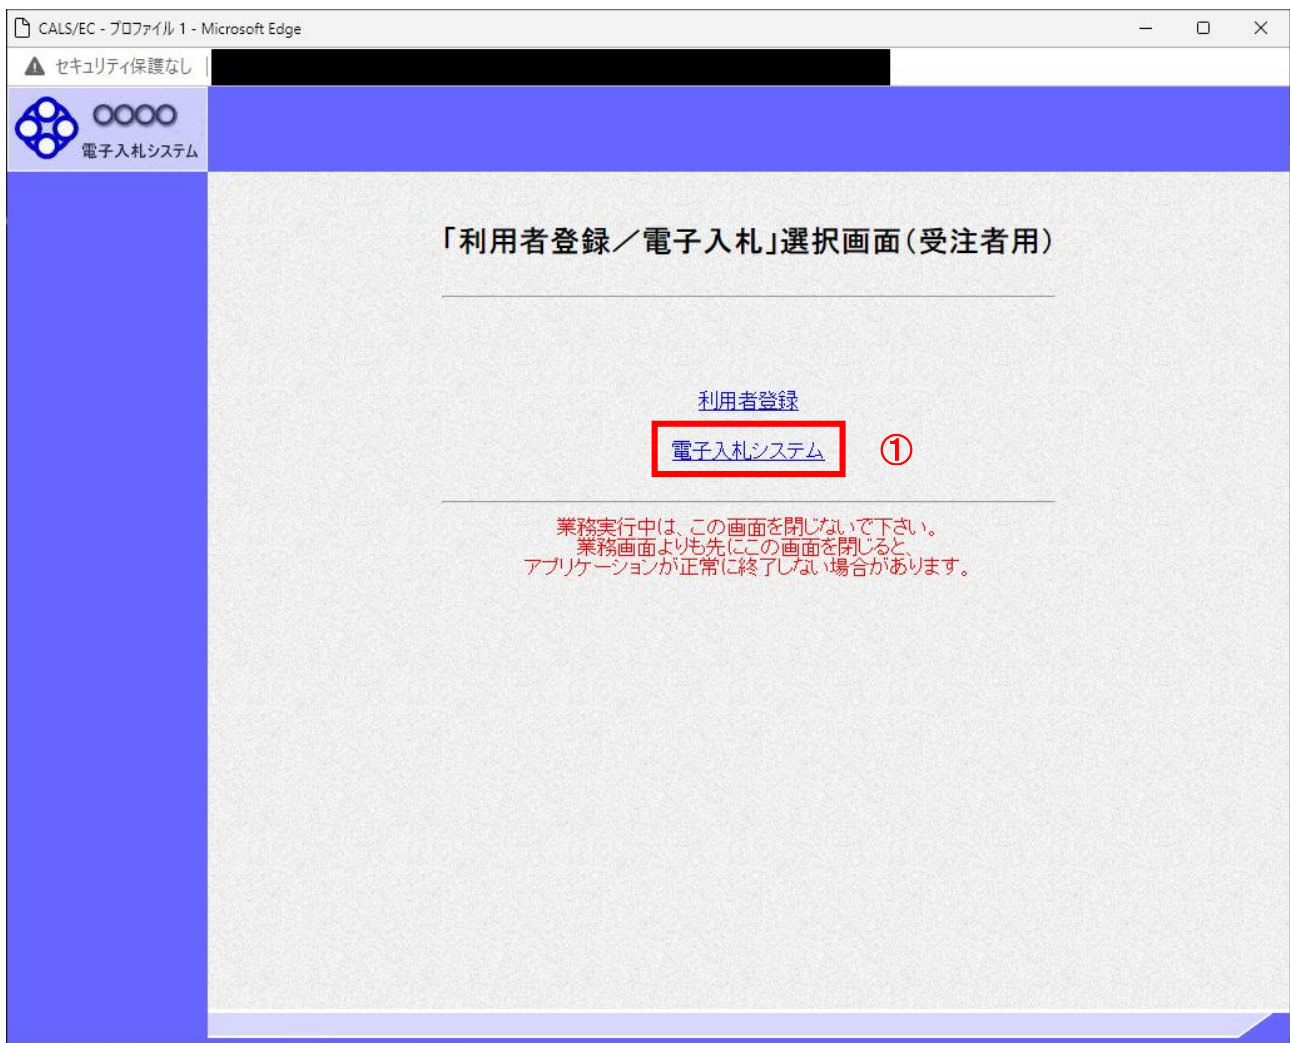 CALS/EC - プロファイル 1 - Microsoft Edge
セキュリティ保護なし
○○○○
電子入札システム
「利用者登録／電子入札」選択画面(受注者用)
利用者登録
電子入札システム ①
業務実行中は、この画面を閉じないで下さい。
業務画面よりも先にこの画面を閉じると、
アプリケーションが正常に終了しない場合があります。